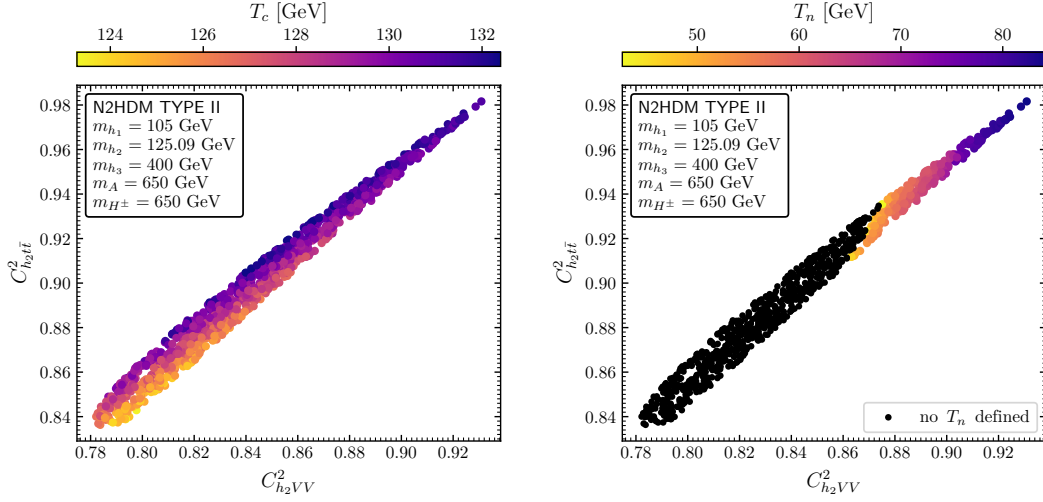 T_c [GeV]
124 126 128 130 132
N2HDM TYPE II
m_{h_1} = 105 GeV
m_{h_2} = 125.09 GeV
m_{h_3} = 400 GeV
m_A = 650 GeV
m_{H^±} = 650 GeV
C^2_{h_2 t\bar{t}}
0.98
0.96
0.94
0.92
0.90
0.88
0.86
0.84
0.78 0.80 0.82 0.84 0.86 0.88 0.90 0.92
C^2_{h_2 VV}
T_n [GeV]
50 60 70 80
N2HDM TYPE II
m_{h_1} = 105 GeV
m_{h_2} = 125.09 GeV
m_{h_3} = 400 GeV
m_A = 650 GeV
m_{H^±} = 650 GeV
C^2_{h_2 t\bar{t}}
0.98
0.96
0.94
0.92
0.90
0.88
0.86
0.84
no T_n defined
0.78 0.80 0.82 0.84 0.86 0.88 0.90 0.92
C^2_{h_2 VV}